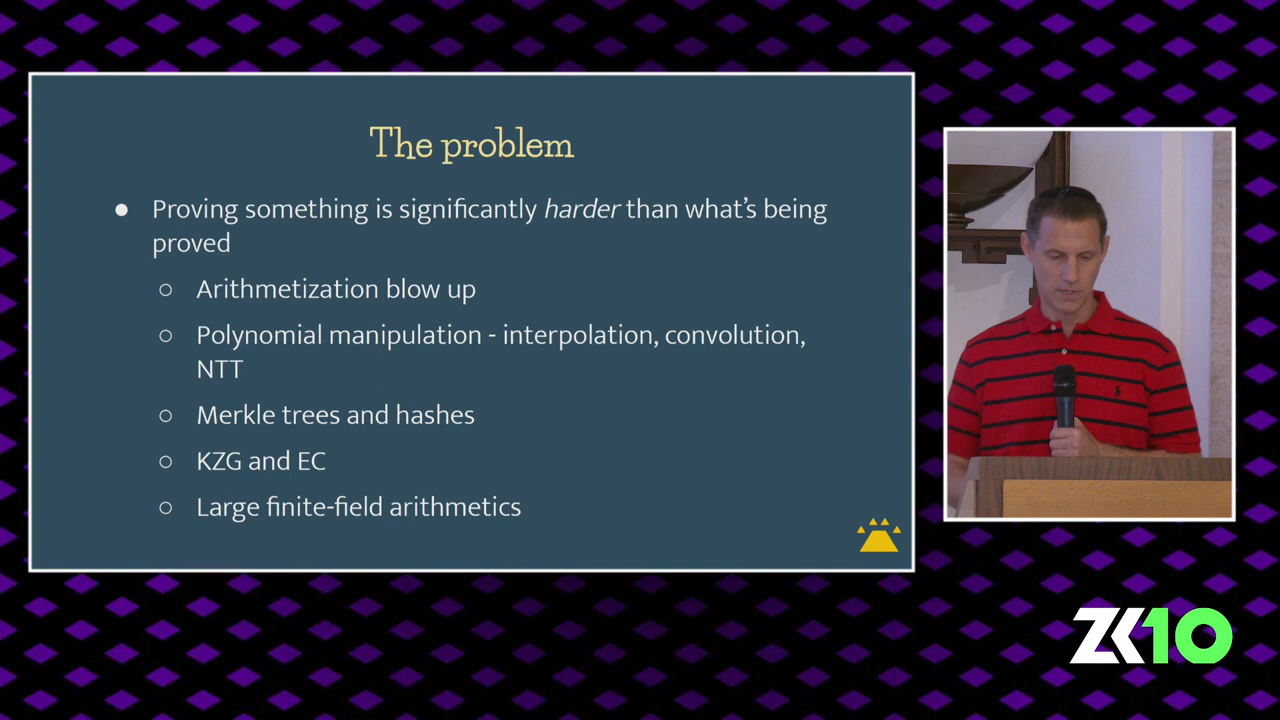 The problem
● Proving something is significantly harder than what's being
proved
○ Arithmetization blow up
○ Polynomial manipulation - interpolation, convolution,
NTT
○ Merkle trees and hashes
○ KZG and EC
○ Large finite-field arithmetics
ZK10